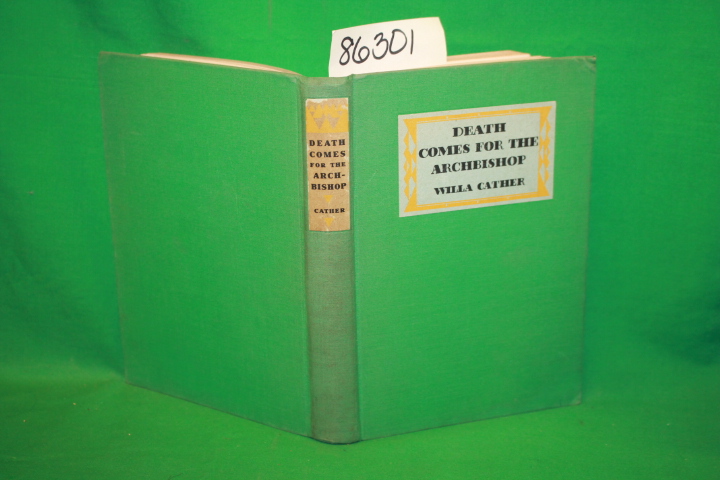 86301
DEATH
COMES
FOR THE
ARCH-
BISHOP
CATHER
DEATH
COMES FOR THE
ARCHBISHOP
WILLA CATHER